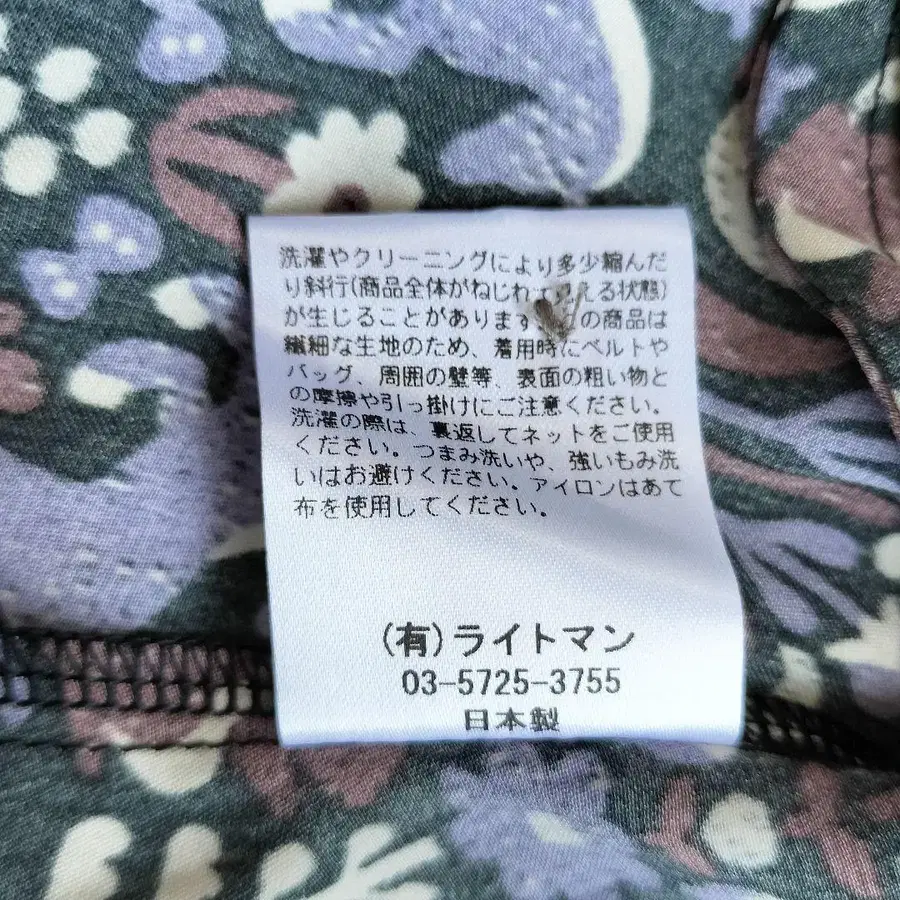 洗濯やクリーニングにより多少縮んだ
り斜行(商品全体がねじれ える状態)
が生じることがあります の商品は
繊細な生地のため、着用時にベルトや
バッグ、周囲の壁等、表面の粗い物と
の摩擦や引っ掛けにご注意ください。
洗濯の際は、裏返してネットをご使用
ください。つまみ洗いや、強いもみ洗
いはお避けください。アイロンはあて
布を使用してください。
(有)ライトマン
03-5725-3755
日本製